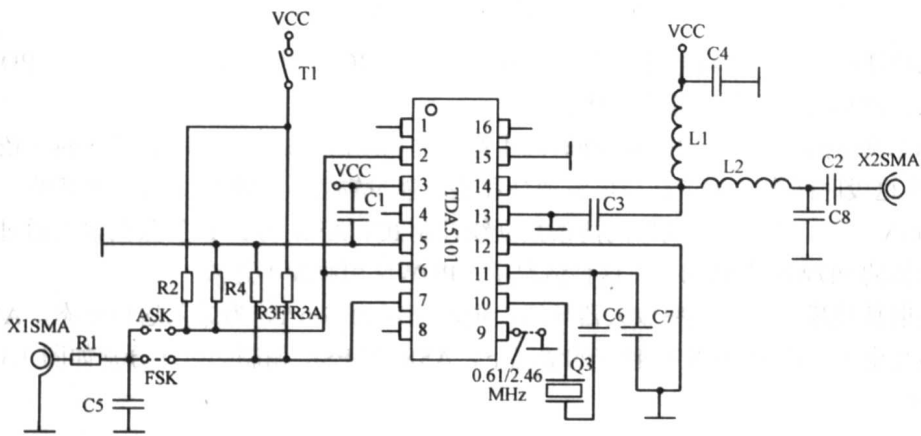 VCC
T1
VCC
C4
L1
L2
C2
X2SMA
C8
1
2
3
4
5
6
7
8
TDA5101
16
15
14
13
12
11
10
9
VCC
C1
C3
R2
R4
R3F
R3A
C6
C7
X1SMA
R1
ASK
FSK
C5
0.61/2.46
MHz
Q3